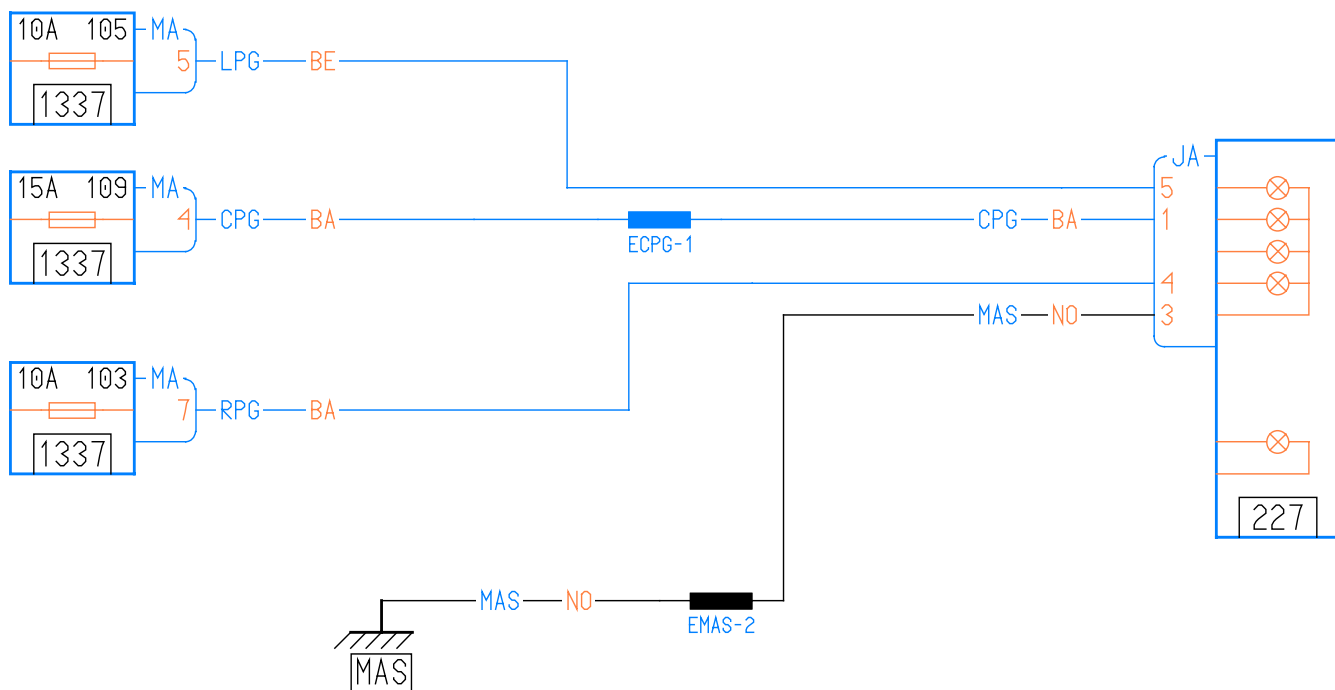 10A 105 MA
5 LPG BE
1337
JA
15A 109 MA
5
4 CPG BA CPG BA 1
ECPG-1
1337
4
MAS NO 3
10A 103 MA
7 RPG BA
1337
227
MAS NO
EMAS-2
MAS